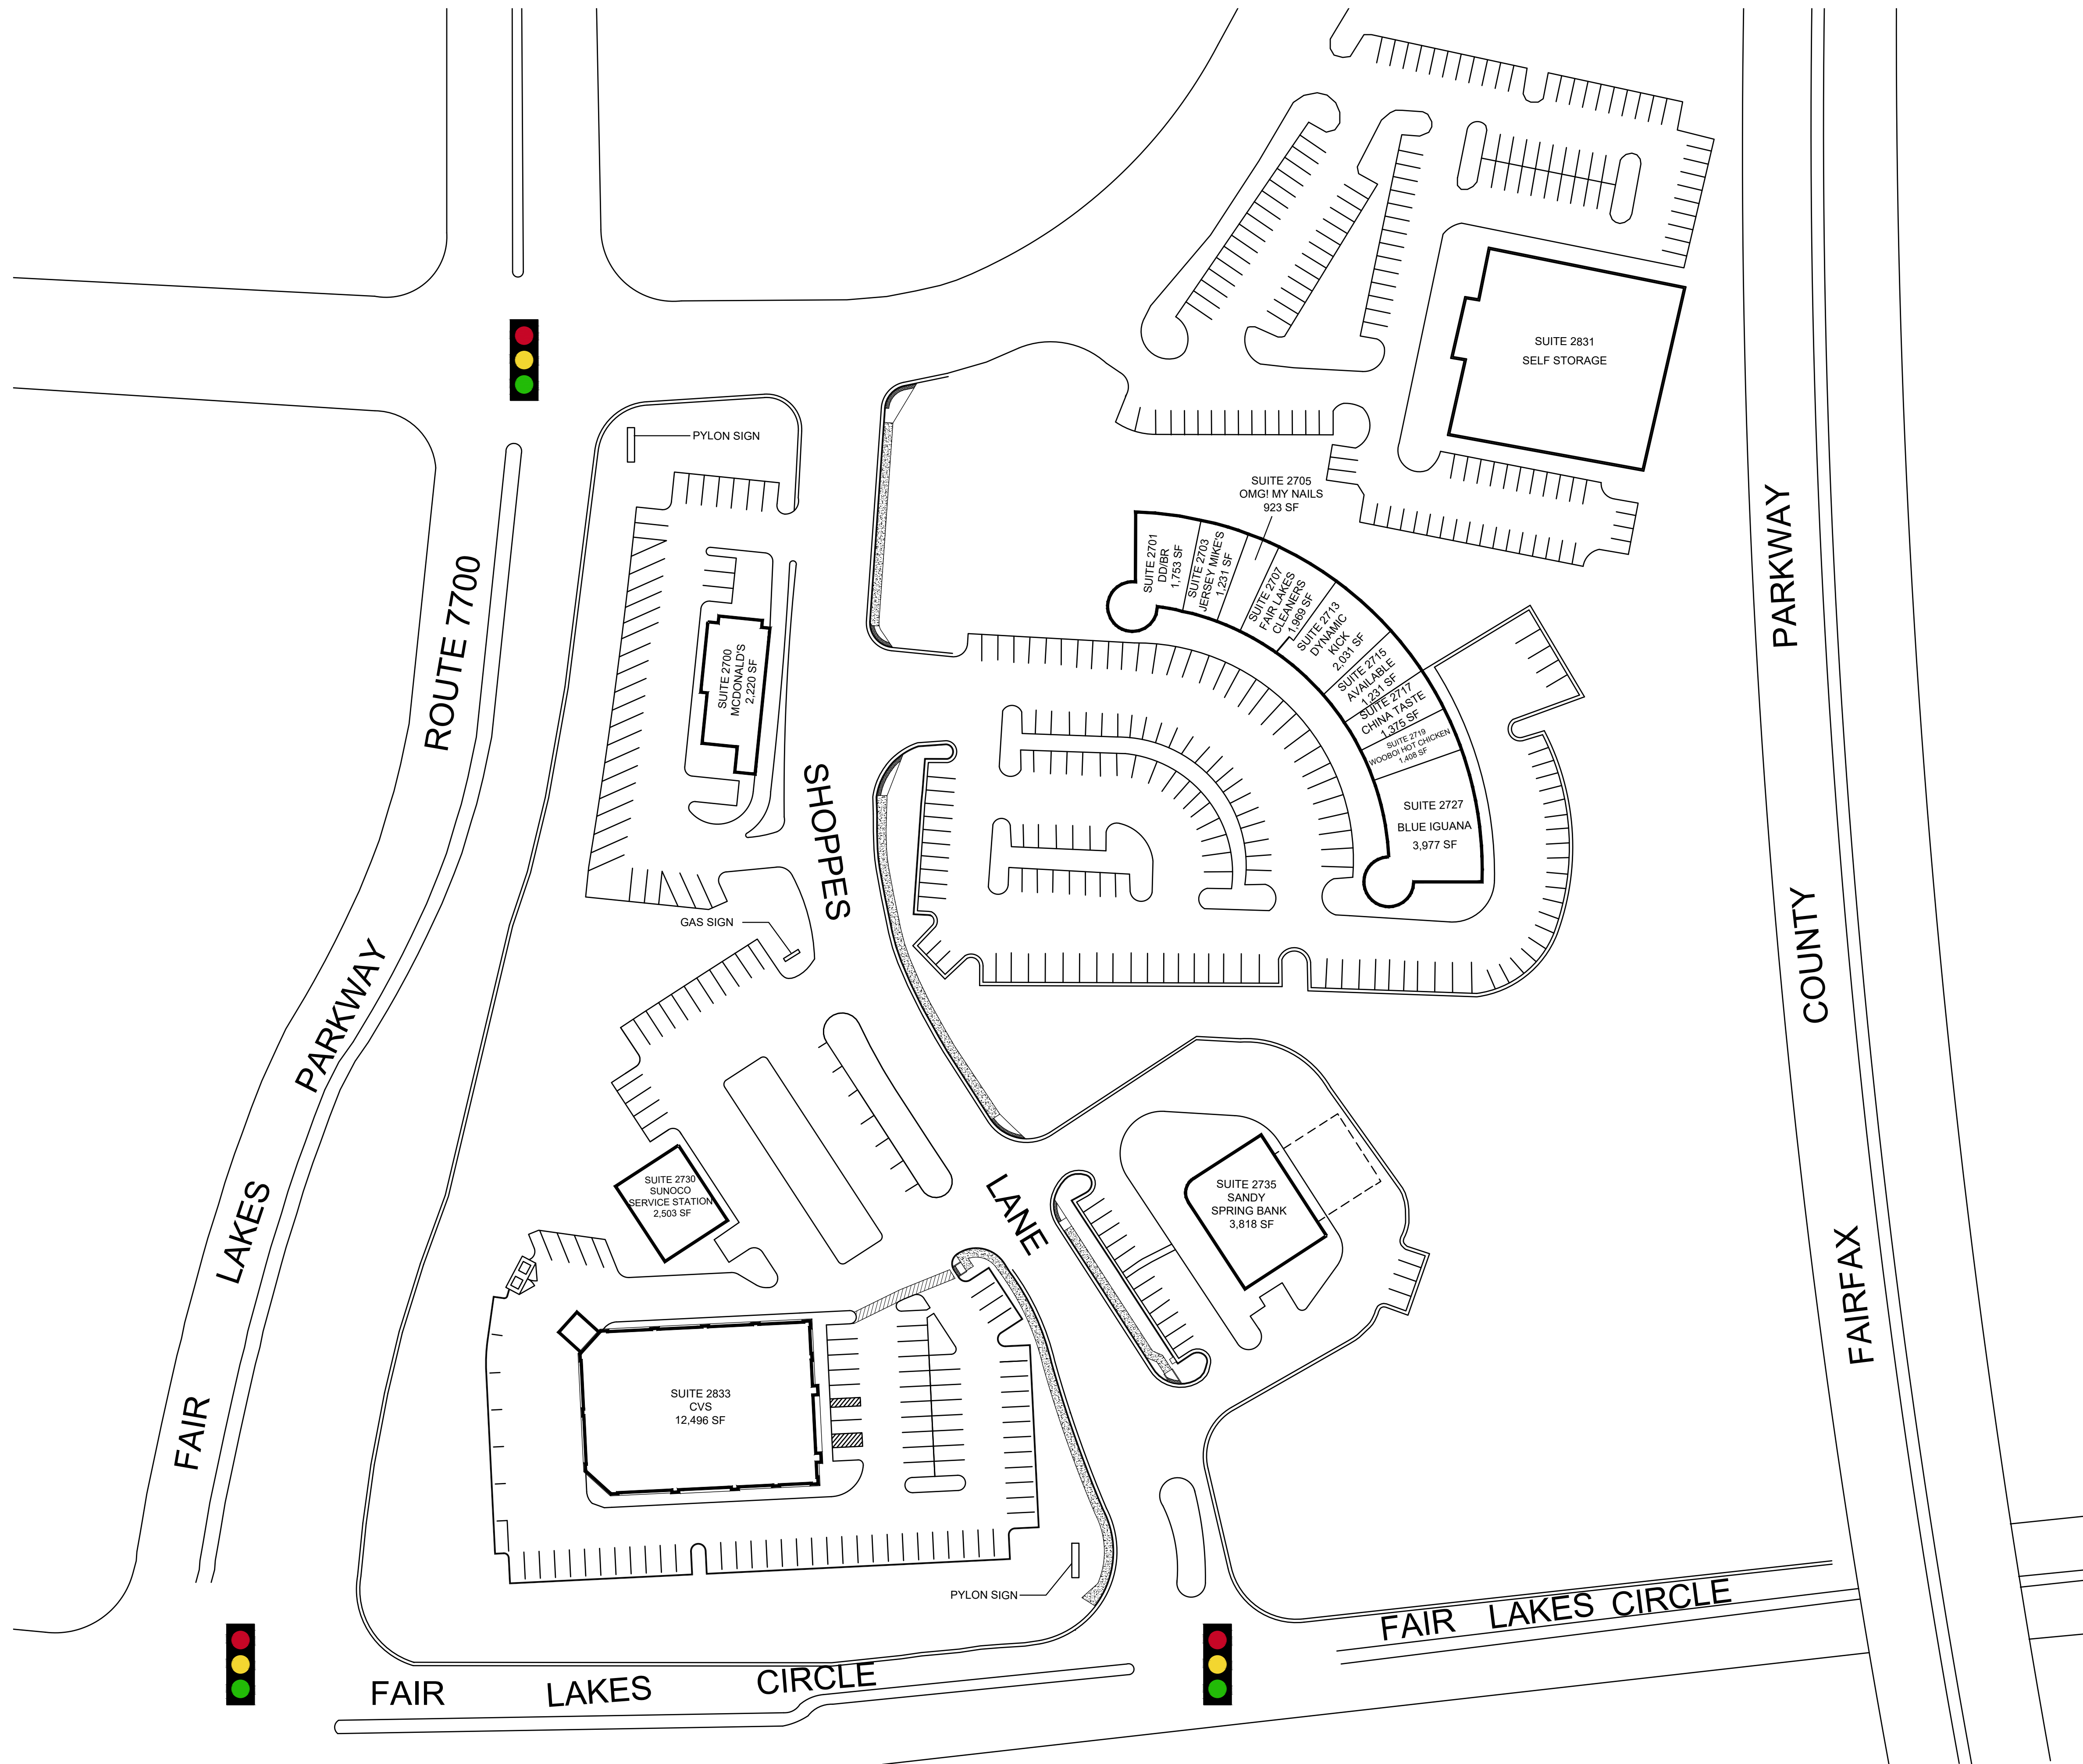 SUITE 2831
SELF STORAGE
PYLON SIGN
SUITE 2705
OMG! MY NAILS
923 SF
SUITE 2701
DD/BR
1,753 SF
SUITE 2703
JERSEY MIKE'S
1,231 SF
SUITE 2707
FAIR LAKES
CLEANERS
1,969 SF
SUITE 2713
DYNAMIC
KICK
2,031 SF
SUITE 2715
AVAILABLE
1,231 SF
SUITE 2717
CHINA TASTE
1,375 SF
SUITE 2719
WOOBOI HOT CHICKEN
1,408 SF
SUITE 2727
BLUE IGUANA
3,977 SF
SUITE 2700
MCDONALD'S
2,220 SF
GAS SIGN
SUITE 2730
SUNOCO
SERVICE STATION
2,503 SF
SUITE 2735
SANDY
SPRING BANK
3,818 SF
SUITE 2833
CVS
12,496 SF
PYLON SIGN
SHOPPES LANE
FAIR LAKES PARKWAY ROUTE 7700
FAIRFAX COUNTY PARKWAY
FAIR LAKES CIRCLE
FAIR LAKES CIRCLE